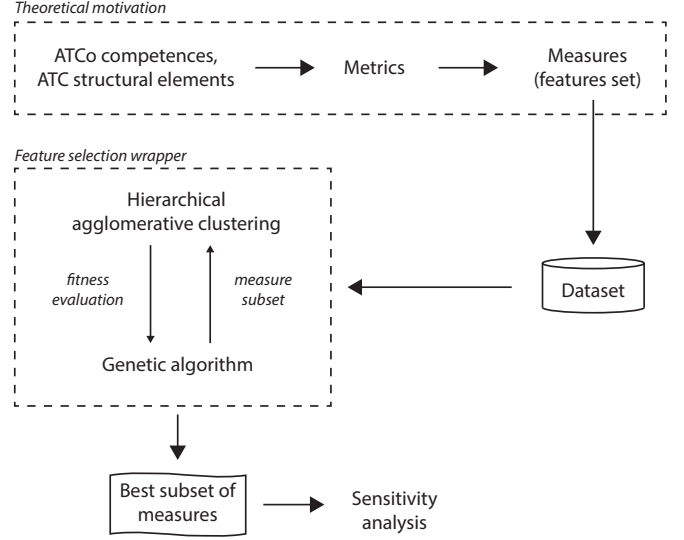 Theoretical motivation
ATCo competences,
ATC structural elements
Metrics
Measures
(features set)
Feature selection wrapper
Hierarchical
agglomerative clustering
fitness
evaluation
measure
subset
Genetic algorithm
Dataset
Best subset of
measures
Sensitivity
analysis